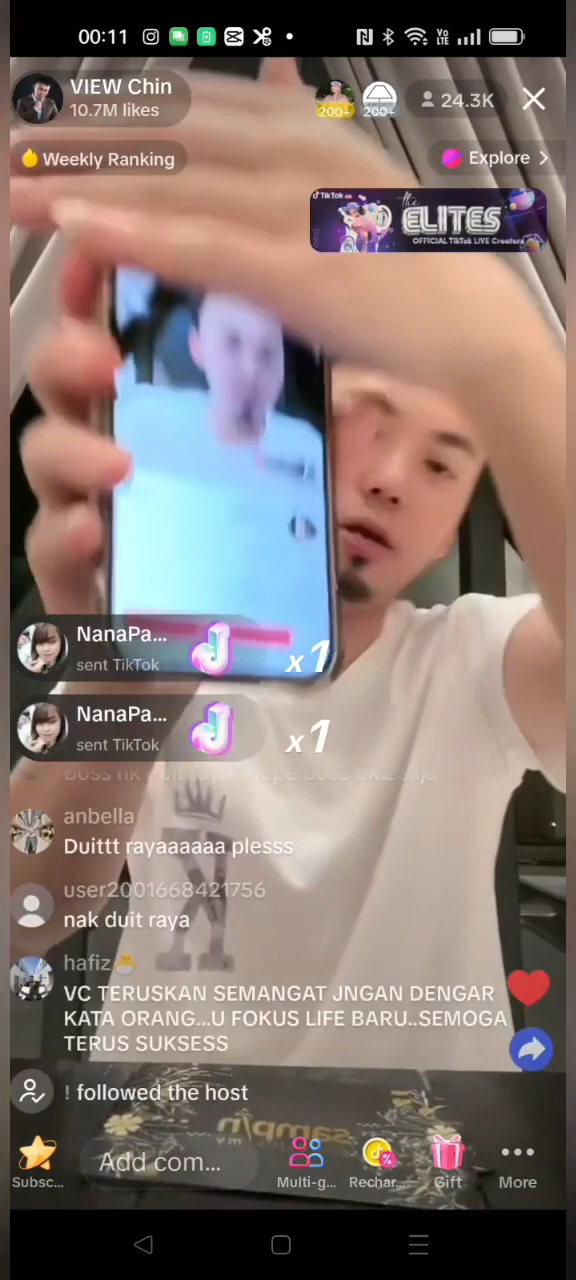 00:11
VIEW Chin
10.7M likes
200+
200+
24.3K
Weekly Ranking
Explore
TikTok
the
ELITES
OFFICIAL TikTok LIVE Creators
NanaPa...
sent TikTok
x1
NanaPa...
sent TikTok
x1
anbella
Duittt rayaaaaaa plesss
user2001668421756
nak duit raya
hafiz🐣
VC TERUSKAN SEMANGAT JNGAN DENGAR
KATA ORANG...U FOKUS LIFE BARU..SEMOGA
TERUS SUKSESS
! followed the host
Subsc...
Add com...
Multi-g...
Rechar...
Gift
More